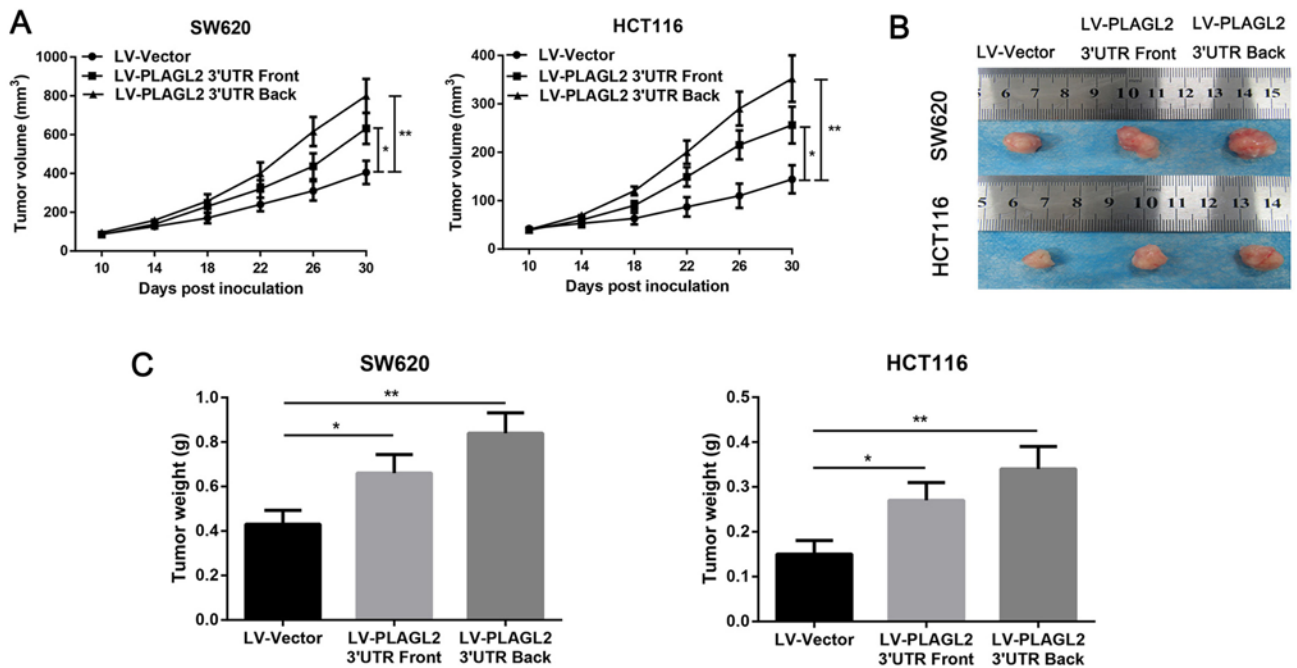 A
SW620
LV-Vector
LV-PLAGL2 3'UTR Front
LV-PLAGL2 3'UTR Back
Tumor volume (mm³)
1000
800
600
400
200
0
**
*
10 14 18 22 26 30
Days post inoculation
HCT116
LV-Vector
LV-PLAGL2 3'UTR Front
LV-PLAGL2 3'UTR Back
Tumor volume (mm³)
400
300
200
100
0
**
*
10 14 18 22 26 30
Days post inoculation
B
LV-Vector
LV-PLAGL2
3'UTR Front
LV-PLAGL2
3'UTR Back
SW620
6 7 8 9 10 11 12 13 14 15
HCT116
5 6 7 8 9 10 11 12 13 14
C
SW620
Tumor weight (g)
1.0
0.8
0.6
0.4
0.2
0.0
**
*
LV-Vector
LV-PLAGL2
3'UTR Front
LV-PLAGL2
3'UTR Back
HCT116
Tumor weight (g)
0.5
0.4
0.3
0.2
0.1
0.0
**
*
LV-Vector
LV-PLAGL2
3'UTR Front
LV-PLAGL2
3'UTR Back